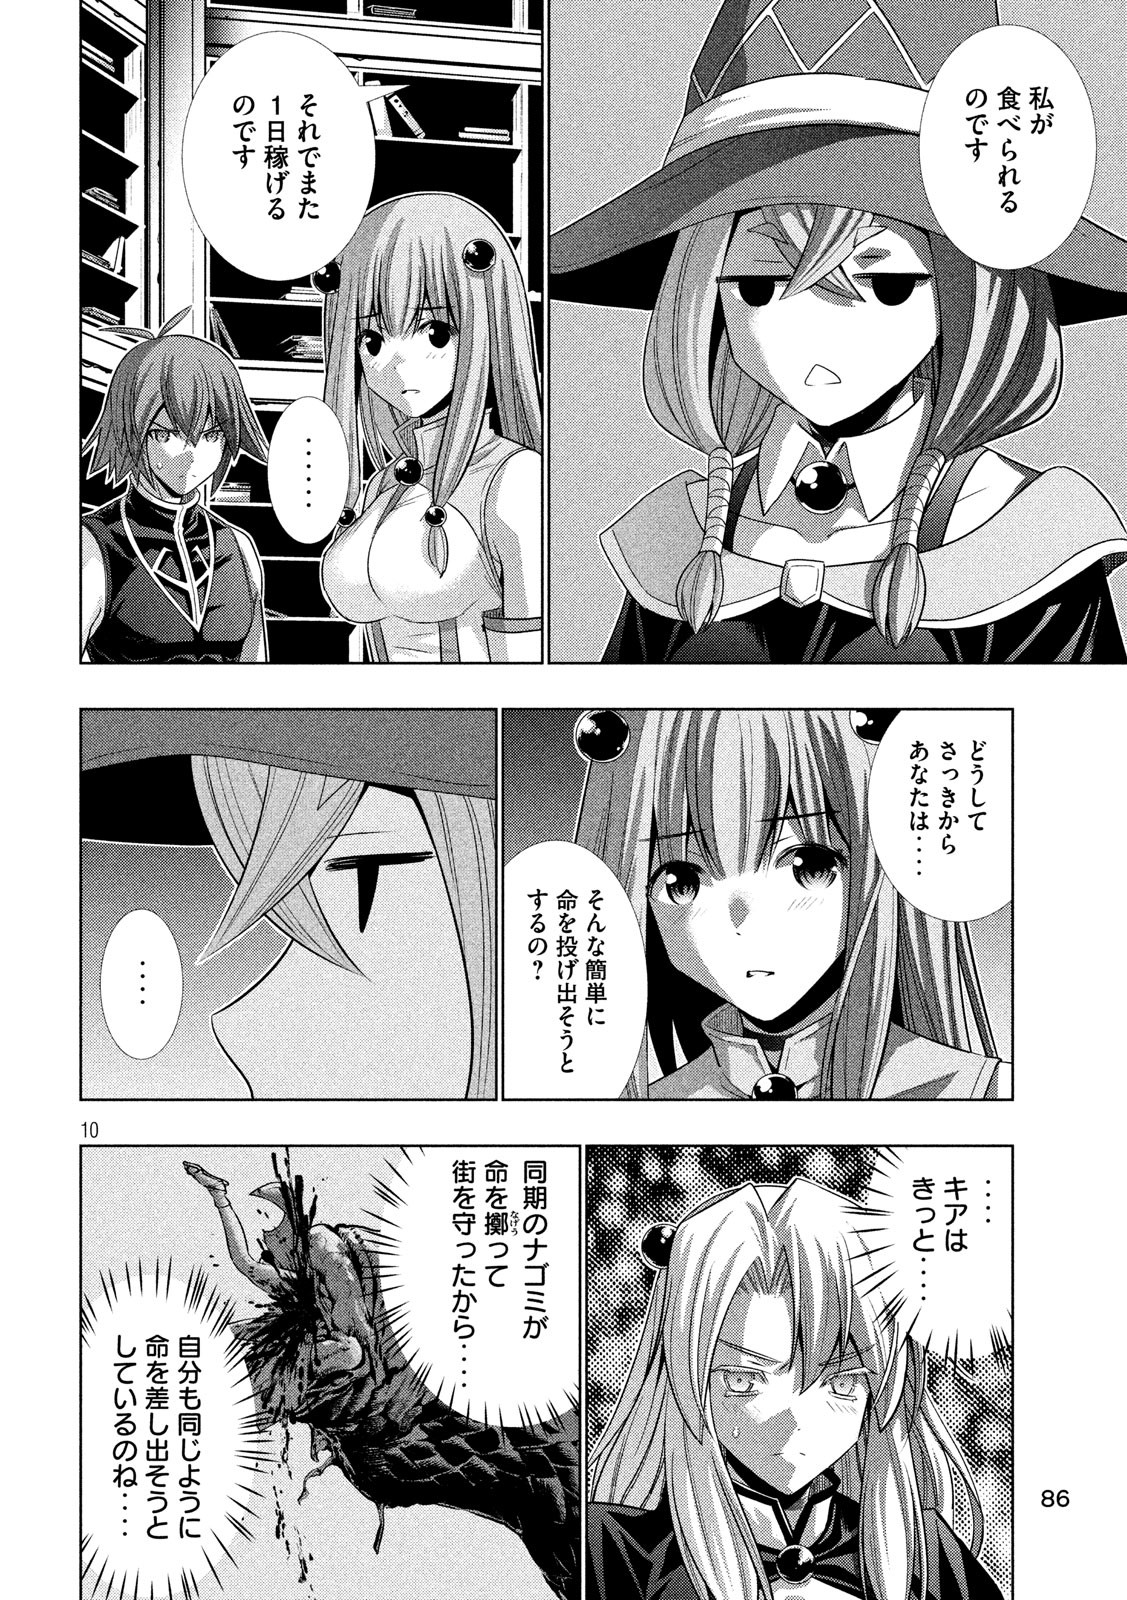 私が
食べられる
のです
それでまた
１日稼げる
のです
‥‥‥
どうして
さっきから
あなたは‥‥
そんな簡単に
命を投げ出そうと
するの？
‥‥
‥‥
キアは
きっと‥‥
同期のナゴミが
命を擲って
なげう
街を守ったから‥‥
自分も同じように
命を差し出そうと
しているのね‥‥
10
86